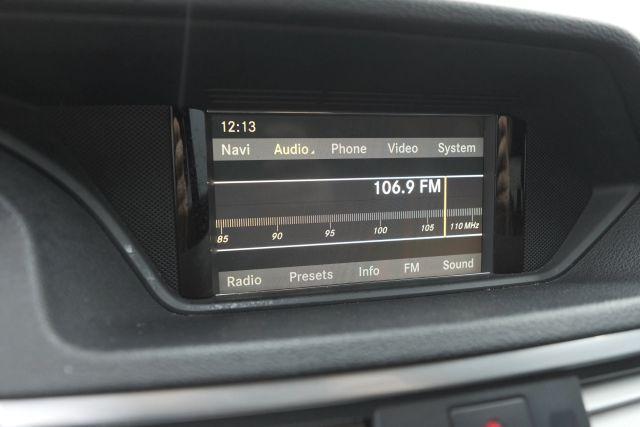 12:13
Navi Audio Phone Video System
106.9 FM
85 90 95 100 105 110 MHz
Radio Presets Info FM Sound